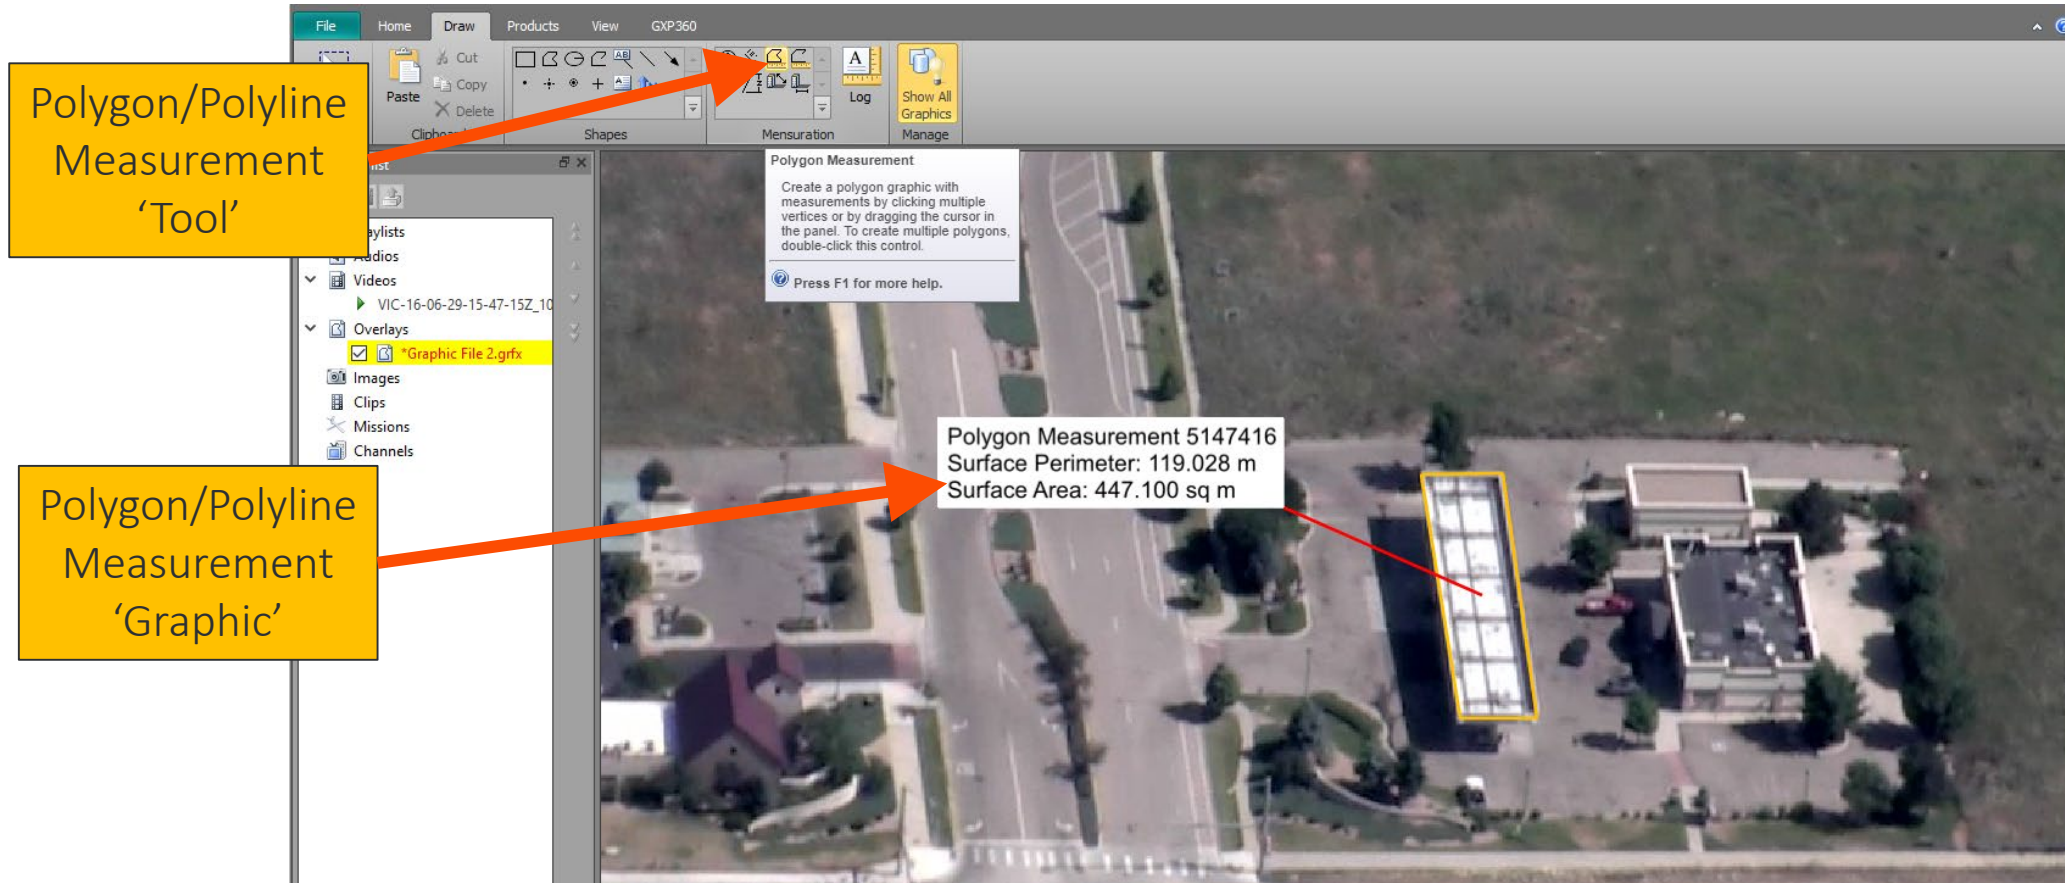 File Home Draw Products View GXP360
Cut
Copy
Paste
Delete
AB
A
Log
Show All
Graphics
Shapes
Mensuration
Manage
Polygon/Polyline
Measurement
‘Tool’
Polygon Measurement
Create a polygon graphic with
measurements by clicking multiple
vertices or by dragging the cursor in
the panel. To create multiple polygons,
double-click this control.
Press F1 for more help.
Videos
VIC-16-06-29-15-47-15Z_10
Overlays
*Graphic File 2.grfx
Images
Clips
Missions
Channels
Polygon Measurement 5147416
Surface Perimeter: 119.028 m
Surface Area: 447.100 sq m
Polygon/Polyline
Measurement
‘Graphic’